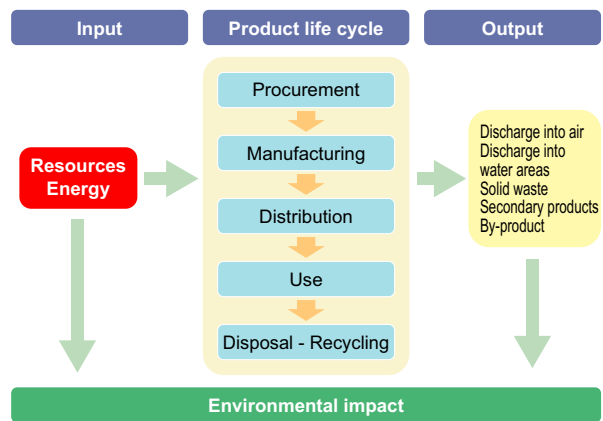 Input
Product life cycle
Output
Resources
Energy
Procurement
Manufacturing
Distribution
Use
Disposal - Recycling
Discharge into air
Discharge into
water areas
Solid waste
Secondary products
By-product
Environmental impact